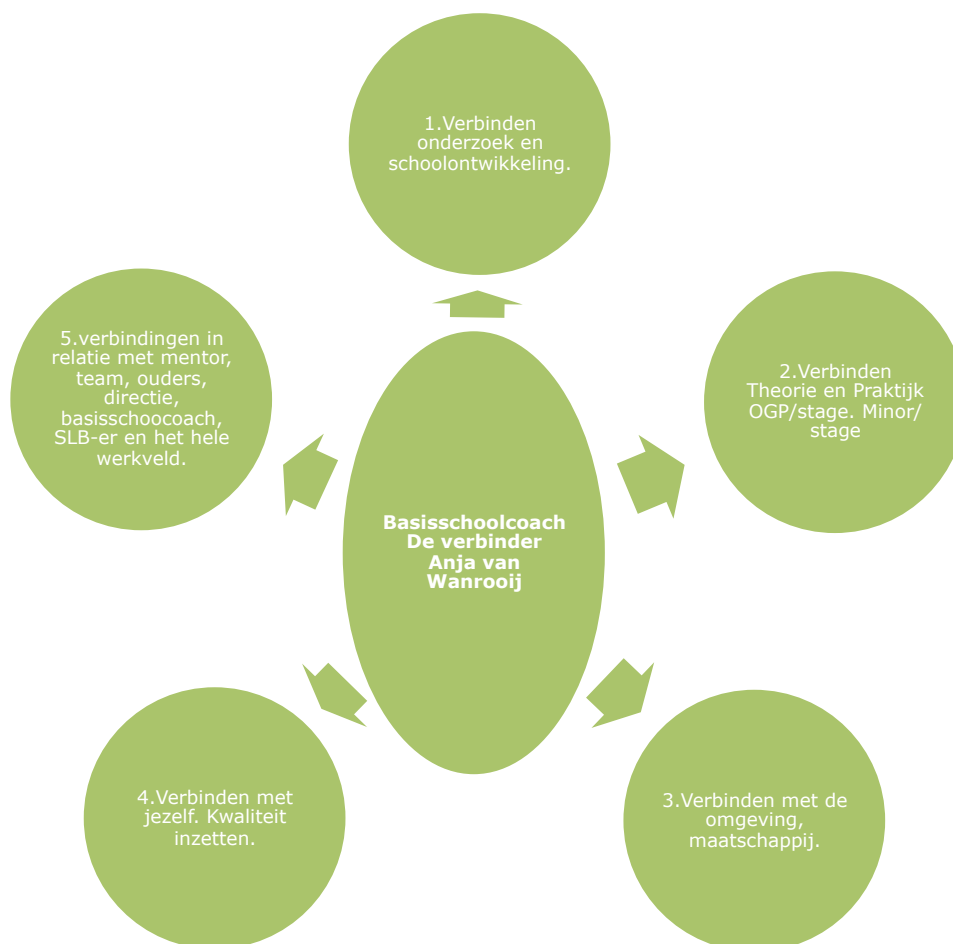 1.Verbinden
onderzoek en
schoolontwikkeling.
2.Verbinden
Theorie en Praktijk
OGP/stage. Minor/
stage
3.Verbinden met de
omgeving,
maatschappij.
4.Verbinden met
jezelf. Kwaliteit
inzetten.
5.verbindingen in
relatie met mentor,
team, ouders,
directie,
basisschoocoach,
SLB-er en het hele
werkveld.
Basisschoolcoach
De verbinder
Anja van
Wanrooij